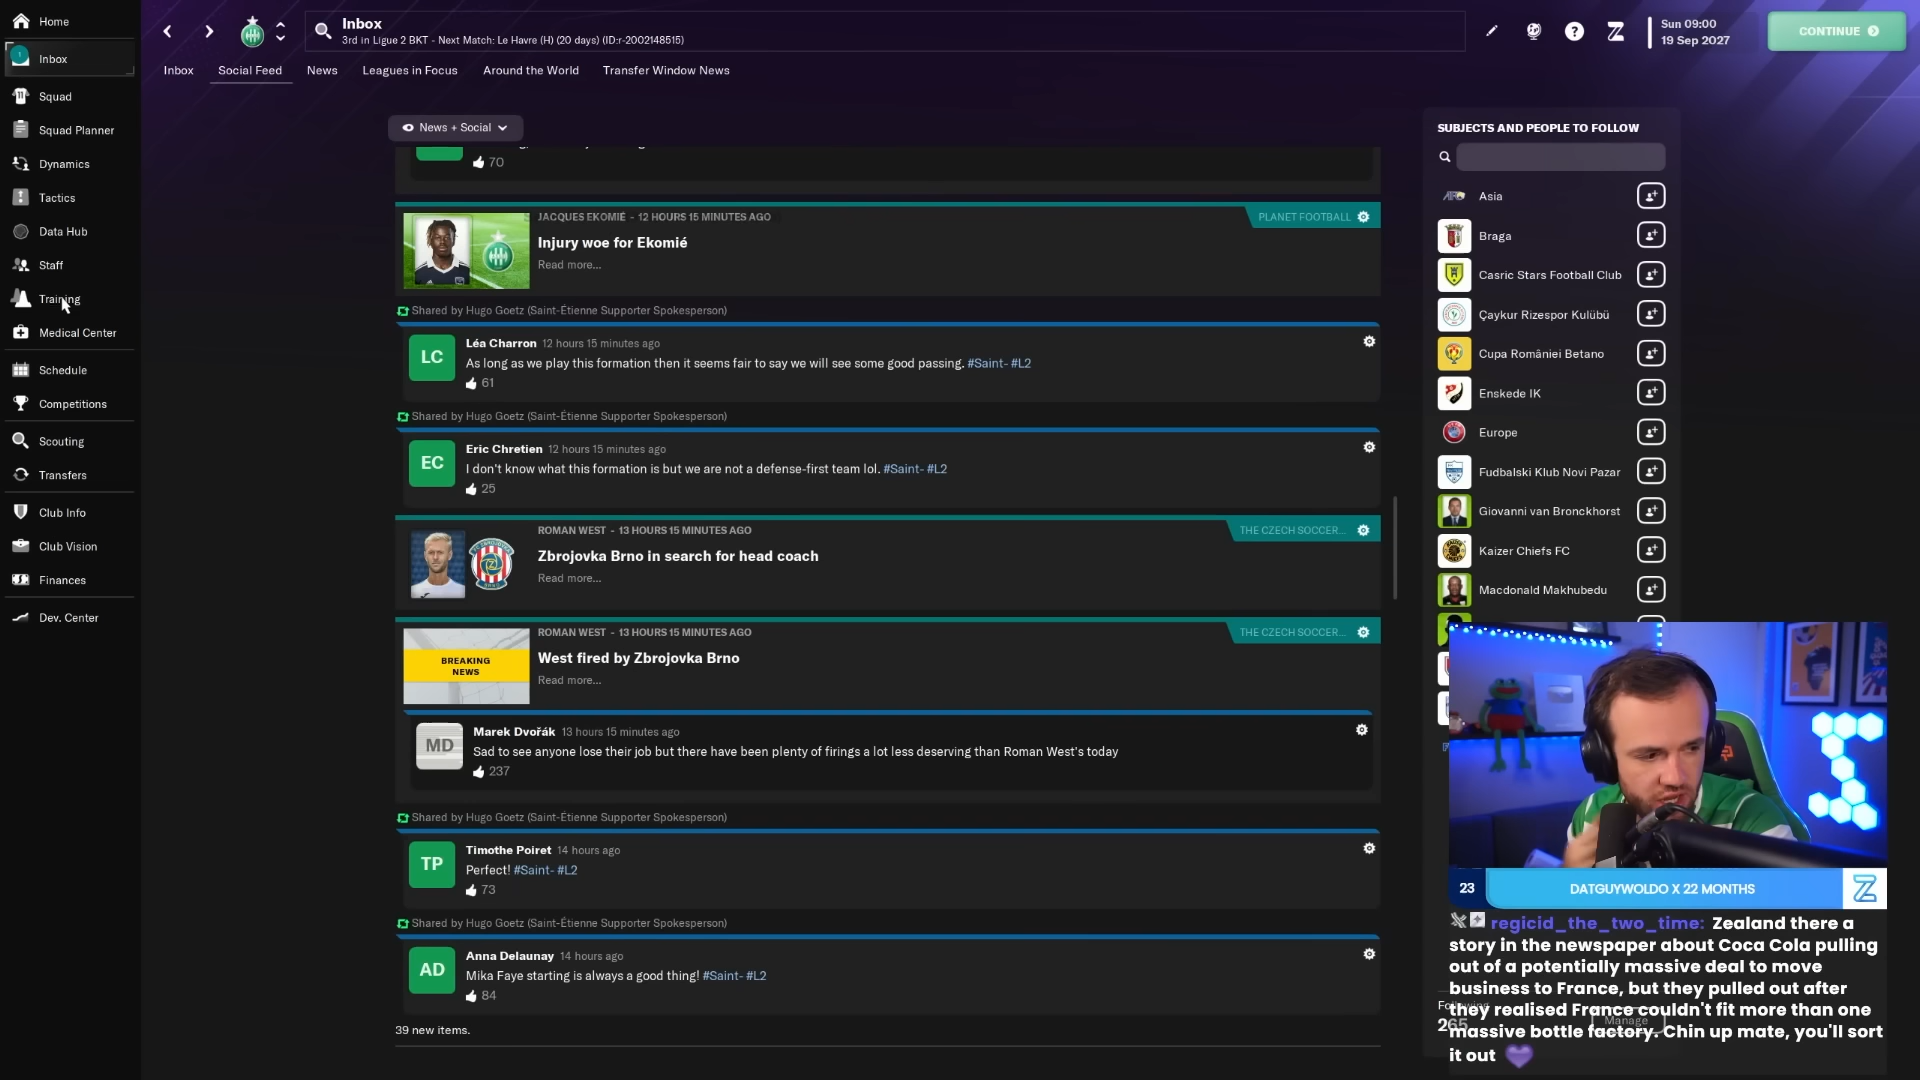 Home
1
Inbox
Squad
Squad Planner
Dynamics
Tactics
Data Hub
Staff
Training
Medical Center
Schedule
Competitions
Scouting
Transfers
Club Info
Club Vision
Finances
Dev. Center
Inbox
3rd in Ligue 2 BKT - Next Match: Le Havre (H) (20 days) (ID:r-2002148515)
Sun 09:00
19 Sep 2027
CONTINUE
Inbox
Social Feed
News
Leagues in Focus
Around the World
Transfer Window News
News + Social
70
JACQUES EKOMIÉ - 12 HOURS 15 MINUTES AGO
PLANET FOOTBALL
Injury woe for Ekomié
Read more...
Shared by Hugo Goetz (Saint-Étienne Supporter Spokesperson)
LC
Léa Charron 12 hours 15 minutes ago
As long as we play this formation then it seems fair to say we will see some good passing. #Saint- #L2
61
Shared by Hugo Goetz (Saint-Étienne Supporter Spokesperson)
EC
Eric Chretien 12 hours 15 minutes ago
I don't know what this formation is but we are not a defense-first team lol. #Saint- #L2
25
ROMAN WEST - 13 HOURS 15 MINUTES AGO
THE CZECH SOCCER...
Zbrojovka Brno in search for head coach
Read more...
ROMAN WEST - 13 HOURS 15 MINUTES AGO
THE CZECH SOCCER...
BREAKING
NEWS
West fired by Zbrojovka Brno
Read more...
MD
Marek Dvořák 13 hours 15 minutes ago
Sad to see anyone lose their job but there have been plenty of firings a lot less deserving than Roman West's today
237
Shared by Hugo Goetz (Saint-Étienne Supporter Spokesperson)
TP
Timothe Poiret 14 hours ago
Perfect! #Saint- #L2
73
Shared by Hugo Goetz (Saint-Étienne Supporter Spokesperson)
AD
Anna Delaunay 14 hours ago
Mika Faye starting is always a good thing! #Saint- #L2
84
39 new items.
SUBJECTS AND PEOPLE TO FOLLOW
Asia
Braga
Casric Stars Football Club
Çaykur Rizespor Kulübü
Cupa României Betano
Enskede IK
Europe
Fudbalski Klub Novi Pazar
Giovanni van Bronckhorst
Kaizer Chiefs FC
Macdonald Makhubedu
23
DATGUYWOLDO X 22 MONTHS
regicid_the_two_time: Zealand there a
story in the newspaper about Coca Cola pulling
out of a potentially massive deal to move
business to France, but they pulled out after
they realised France couldn't fit more than one
massive bottle factory. Chin up mate, you'll sort
it out
265
Manage